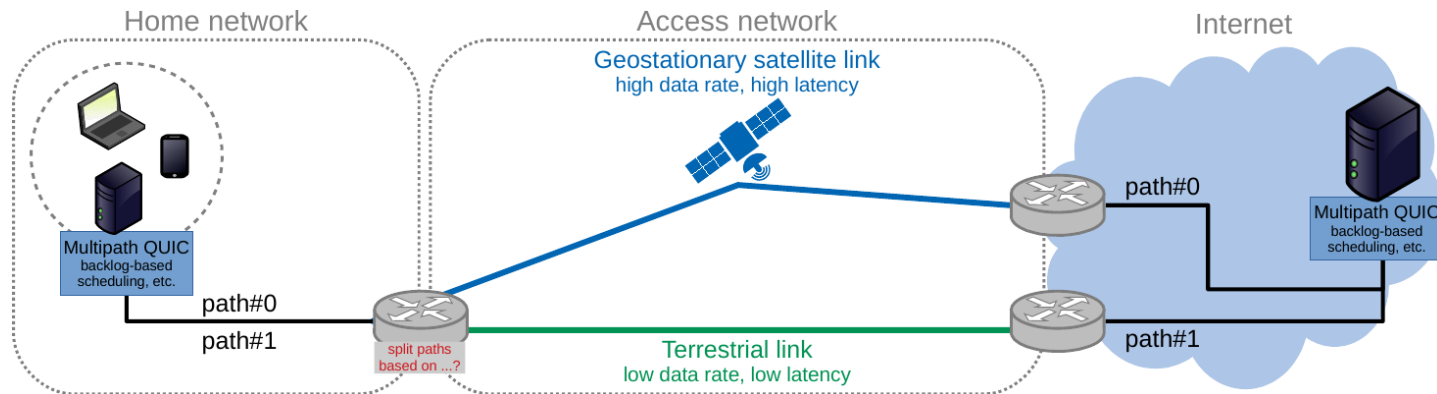 Home network
Access network
Internet
Geostationary satellite link
high data rate, high latency
Multipath QUIC
backlog-based
scheduling, etc.
path#0
path#1
split paths
based on ...?
Terrestrial link
low data rate, low latency
path#0
path#1
Multipath QUIC
backlog-based
scheduling, etc.